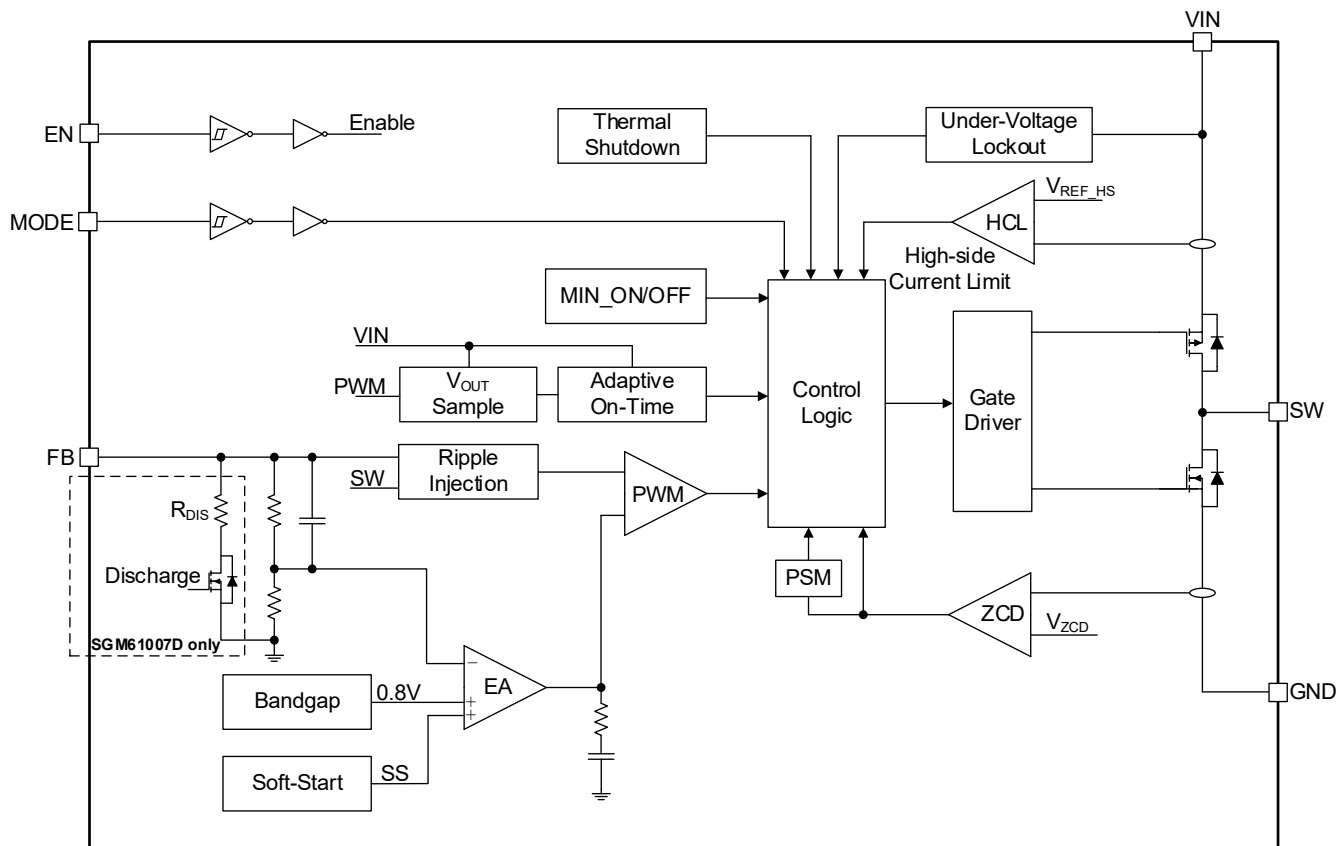 VIN
EN
Enable
Thermal
Shutdown
Under-Voltage
Lockout
MODE
VREF_HS
HCL
High-side
Current Limit
MIN_ON/OFF
VIN
PWM
VOUT
Sample
Adaptive
On-Time
Control
Logic
Gate
Driver
SW
FB
SW
Ripple
Injection
PWM
RDIS
Discharge
SGM61007D only
PSM
ZCD
VZCD
GND
Bandgap
0.8V
EA
−
+
+
Soft-Start
SS